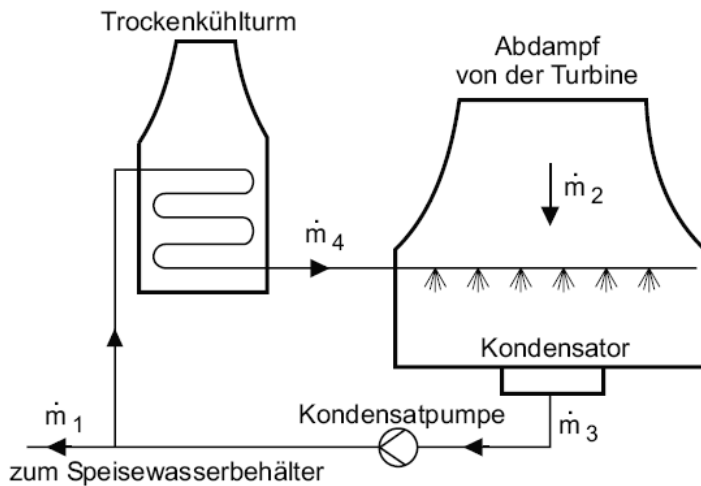 Trockenkühlturm
Abdampf
von der Turbine
ṁ 2
ṁ 4
Kondensator
Kondensatpumpe
ṁ 3
ṁ 1
zum Speisewasserbehälter